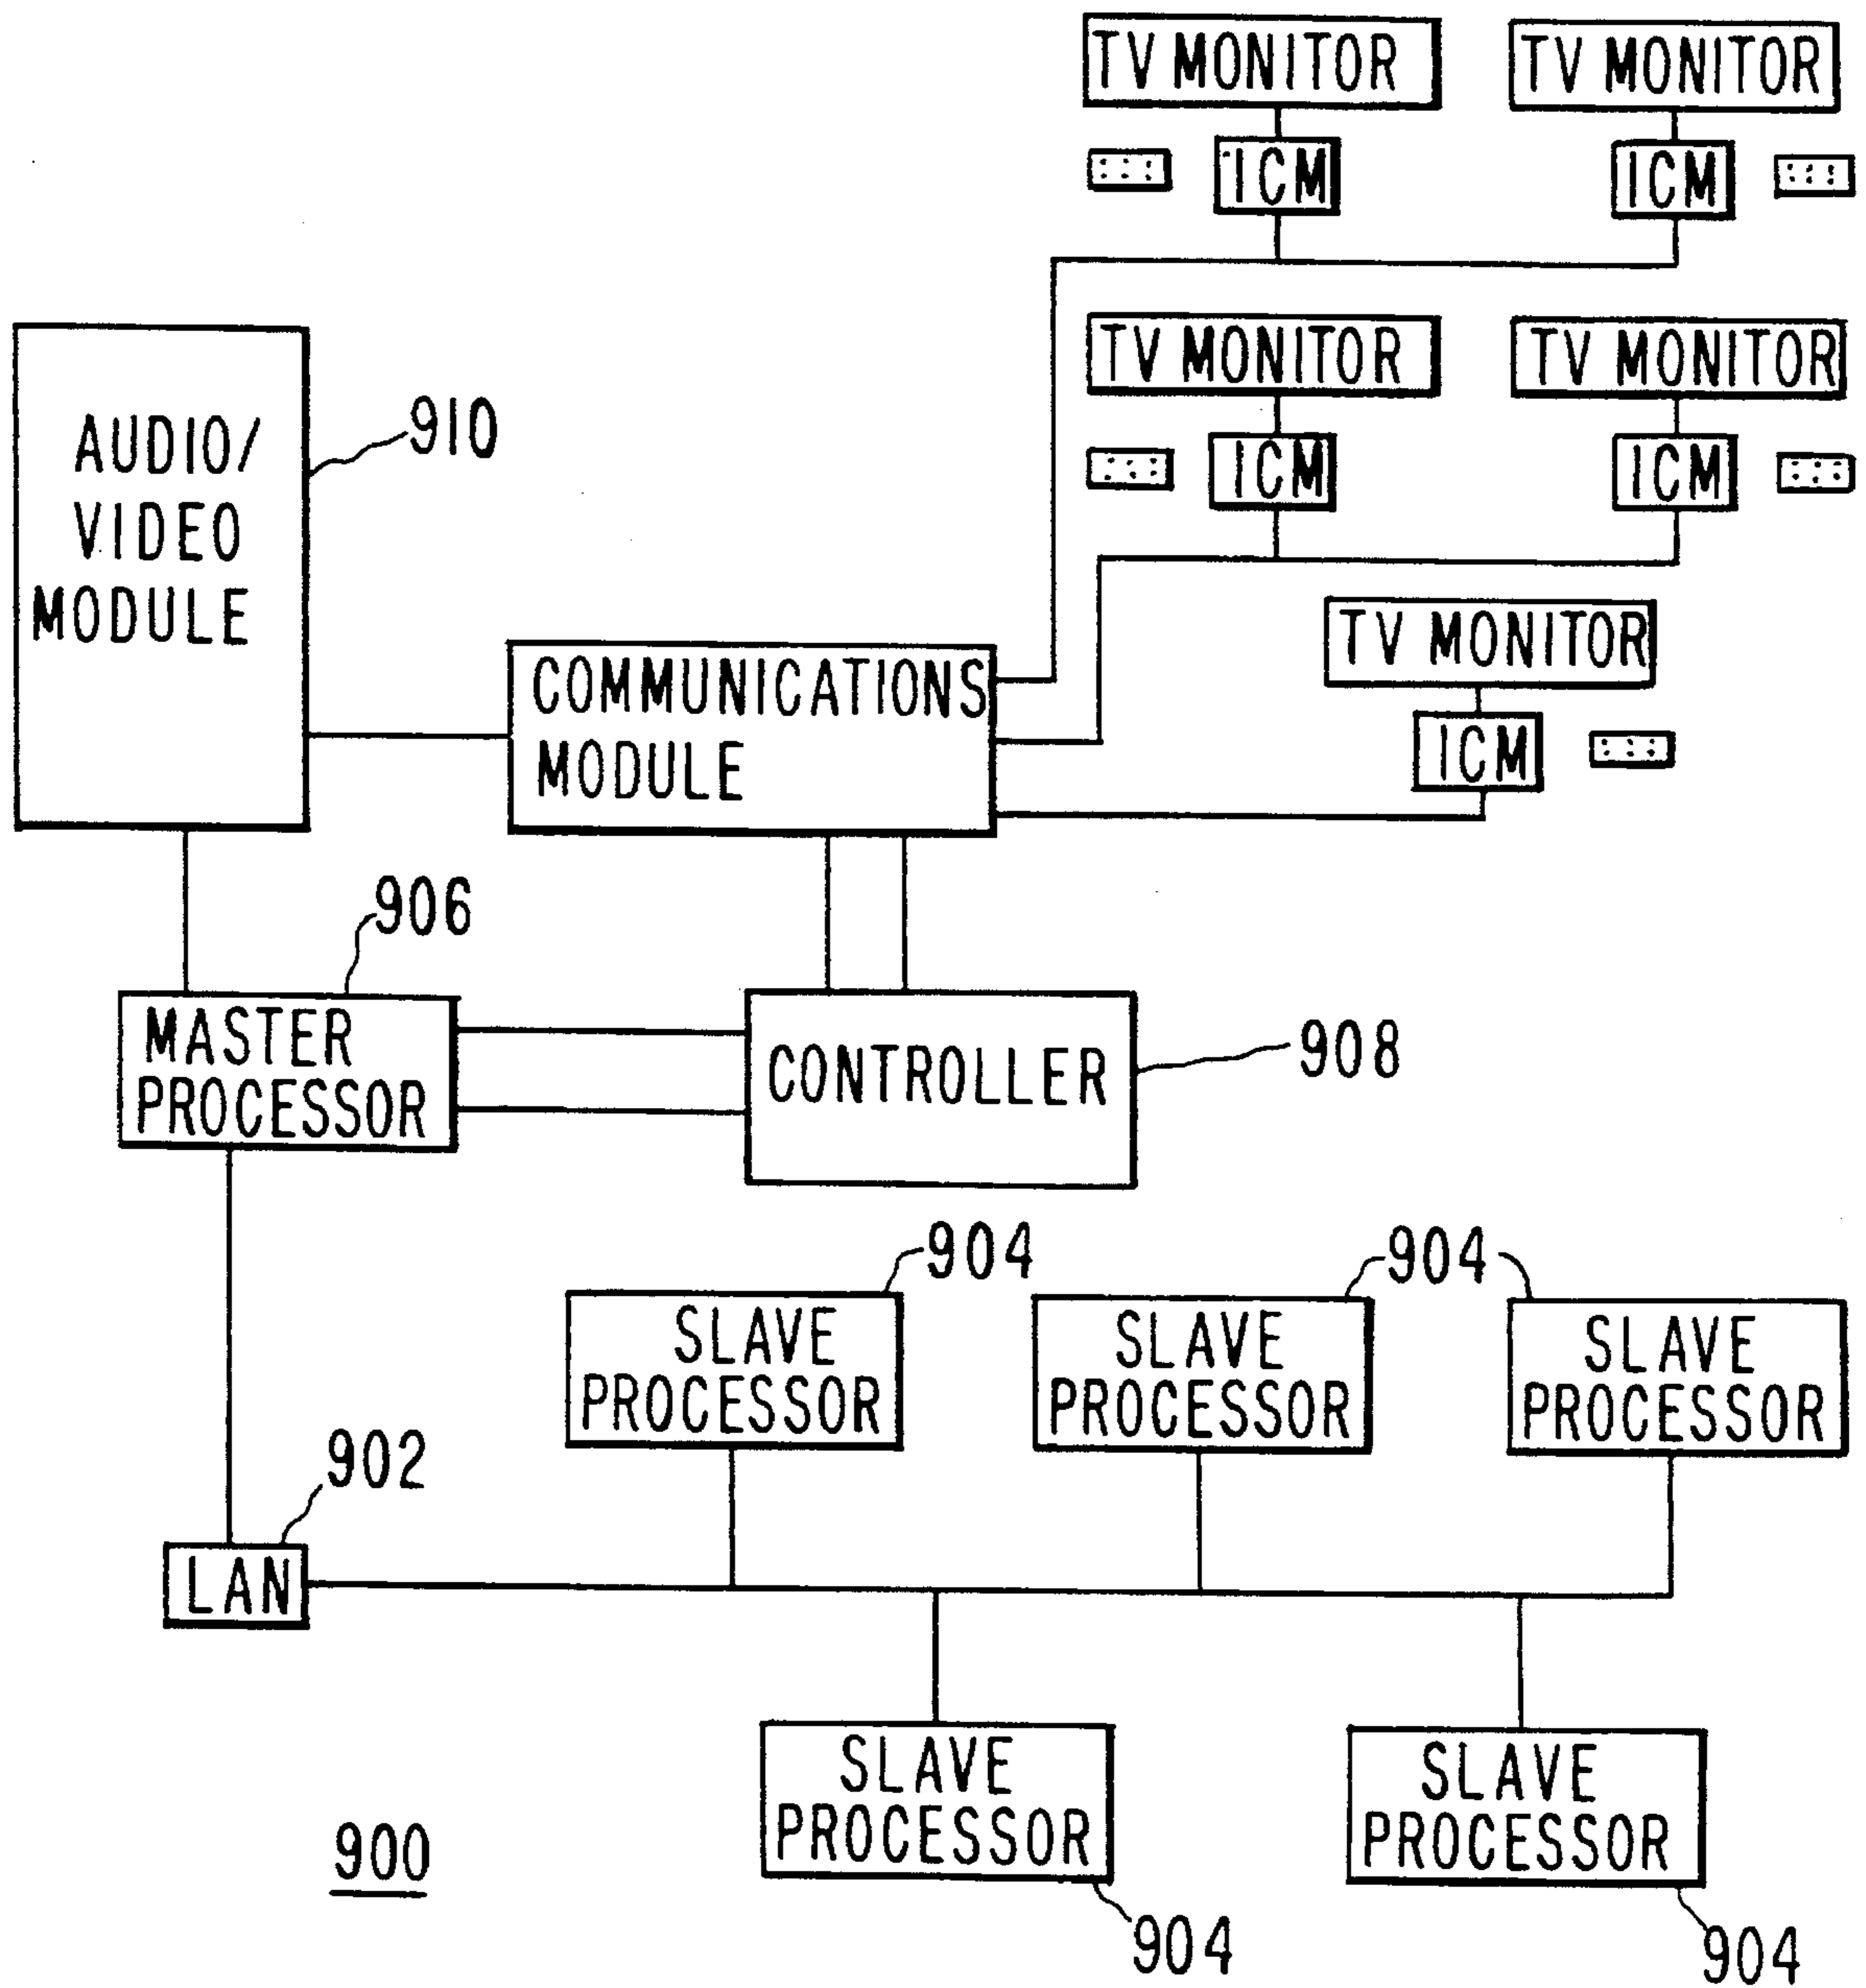 TV MONITOR
TV MONITOR
ICM
ICM
TV MONITOR
TV MONITOR
ICM
ICM
AUDIO/
VIDEO
MODULE
910
TV MONITOR
ICM
COMMUNICATIONS
MODULE
906
MASTER
PROCESSOR
CONTROLLER
908
904
904
SLAVE
PROCESSOR
SLAVE
PROCESSOR
SLAVE
PROCESSOR
902
LAN
SLAVE
PROCESSOR
SLAVE
PROCESSOR
900
904
904